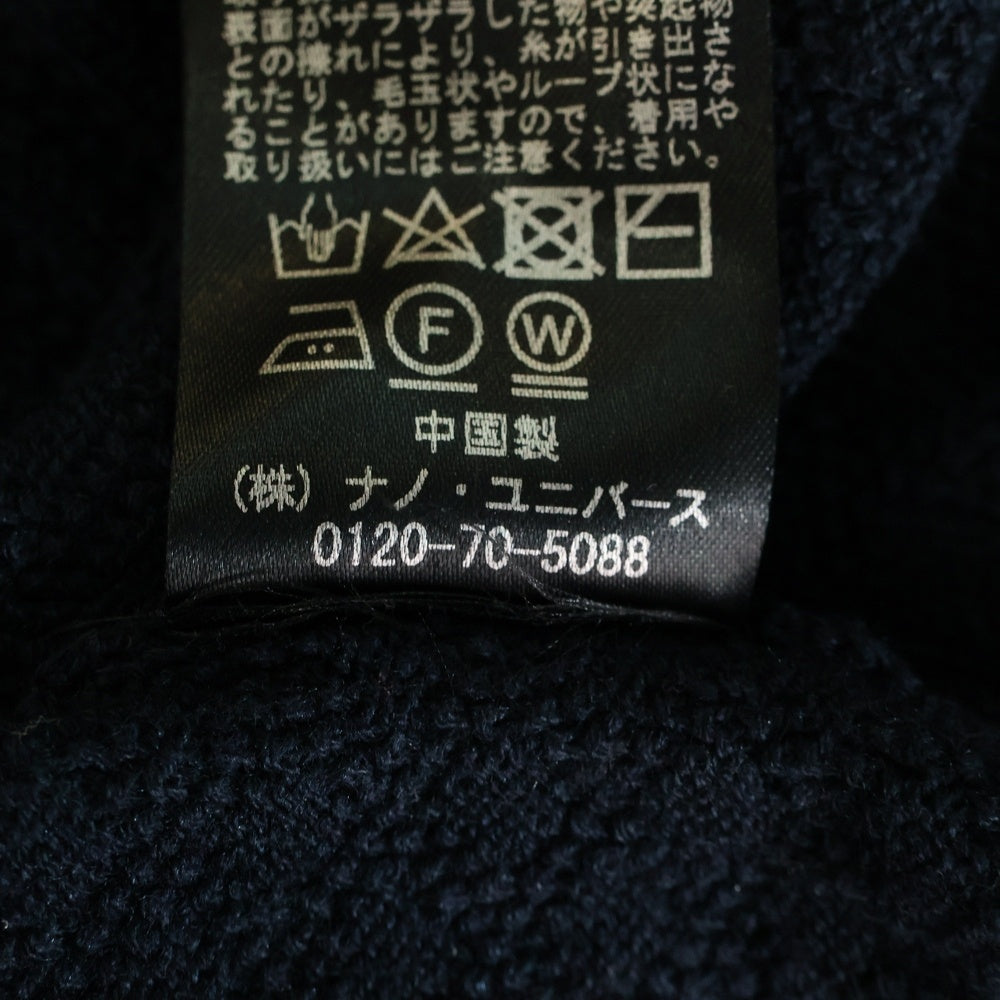 表面がザラザラした物や突起物
との擦れにより、糸が引き出さ
れたり、毛玉状やループ状にな
ることがありますので、着用や
取り扱いにはご注意ください。
F W
中国製
(株) ナノ・ユニバース
0120-70-5088